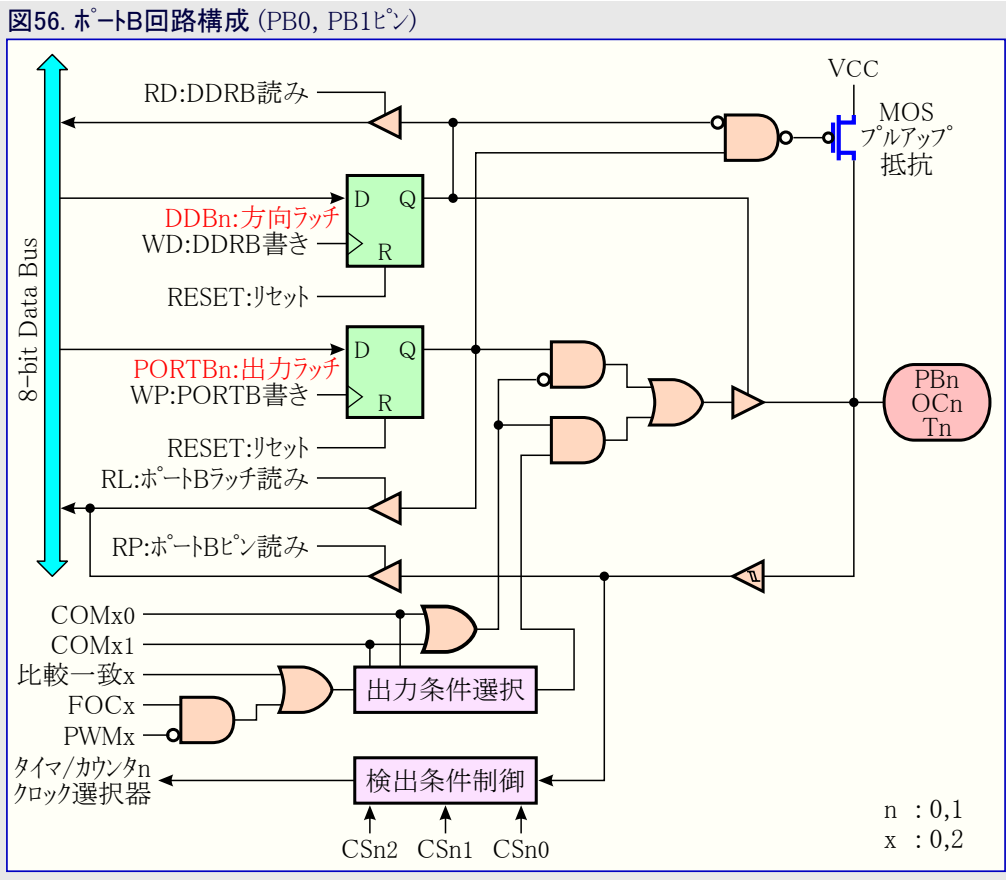 図56. ﾎﾟｰﾄB回路構成 (PB0, PB1ﾋﾟﾝ)
RD:DDRB読み
VCC
MOS
ﾌﾟﾙｱｯﾌﾟ
抵抗
8-bit Data Bus
D Q
DDBn:方向ﾗｯﾁ
WD:DDRB書き
R
RESET:ﾘｾｯﾄ
D Q
PORTBn:出力ﾗｯﾁ
WP:PORTB書き
R
RESET:ﾘｾｯﾄ
PBn
OCn
Tn
RL:ﾎﾟｰﾄBﾗｯﾁ読み
RP:ﾎﾟｰﾄBﾋﾟﾝ読み
COMx0
COMx1
比較一致x
出力条件選択
FOCx
PWMx
ﾀｲﾏ/ｶｳﾝﾀn
ｸﾛｯｸ選択器
検出条件制御
CSn2 CSn1 CSn0
n : 0,1
x : 0,2